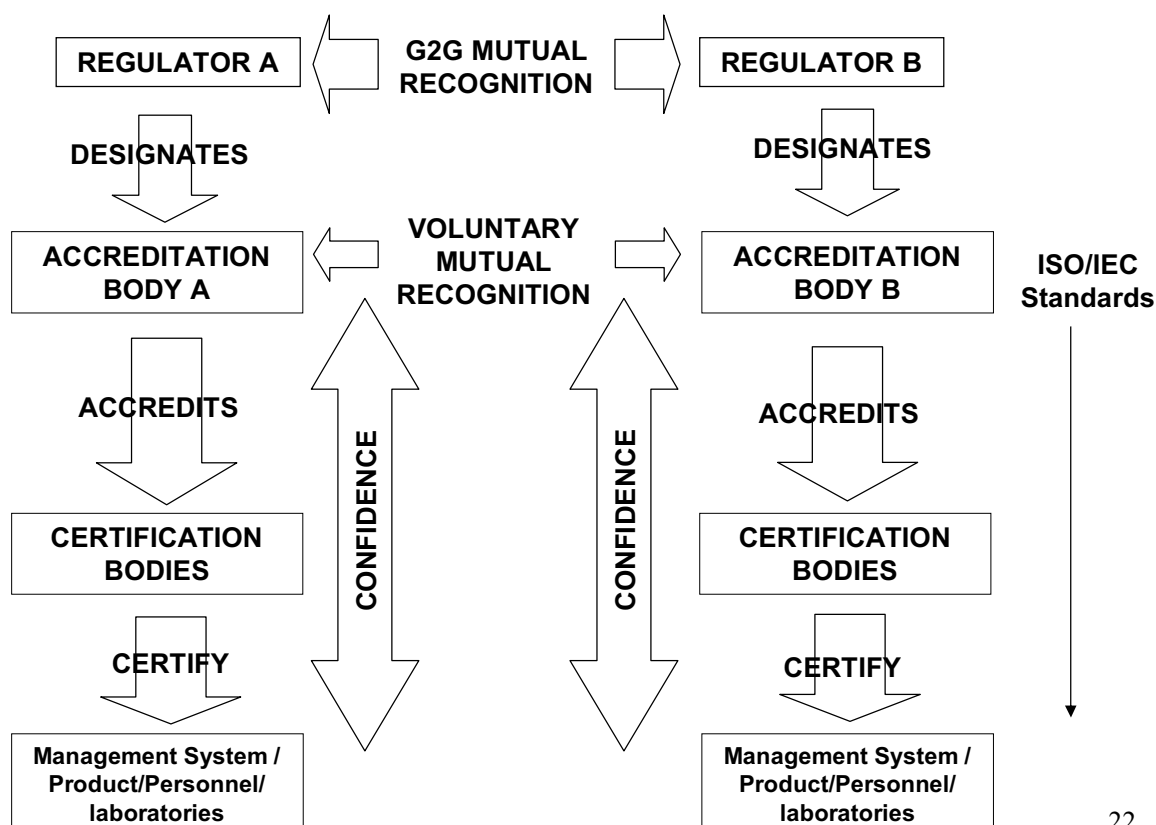 REGULATOR A
G2G MUTUAL
RECOGNITION
REGULATOR B
DESIGNATES
DESIGNATES
ACCREDITATION
BODY A
VOLUNTARY
MUTUAL
RECOGNITION
ACCREDITATION
BODY B
ISO/IEC
Standards
ACCREDITS
CONFIDENCE
CONFIDENCE
ACCREDITS
CERTIFICATION
BODIES
CERTIFICATION
BODIES
CERTIFY
CERTIFY
Management System /
Product/Personnel/
laboratories
Management System /
Product/Personnel/
laboratories
22